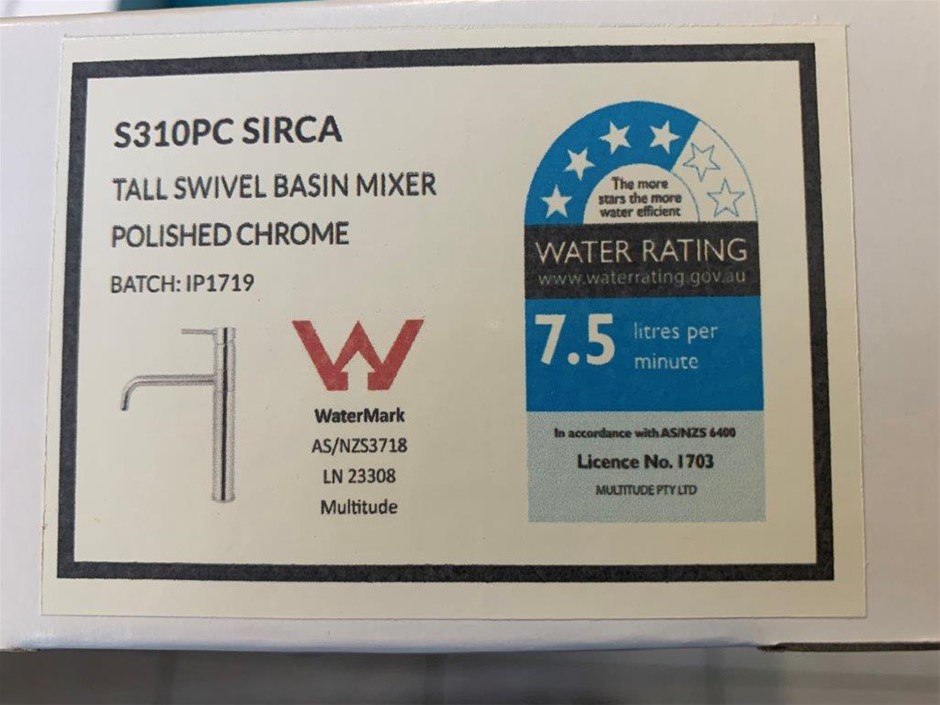 S310PC SIRCA
TALL SWIVEL BASIN MIXER
POLISHED CHROME
BATCH: IP1719
WaterMark
AS/NZS3718
LN 23308
Multitude
The more
stars the more
water efficient
WATER RATING
www.waterrating.gov.au
7.5 litres per
minute
In accordance with AS/NZS 6400
Licence No. 1703
MULTITUDE PTY LTD